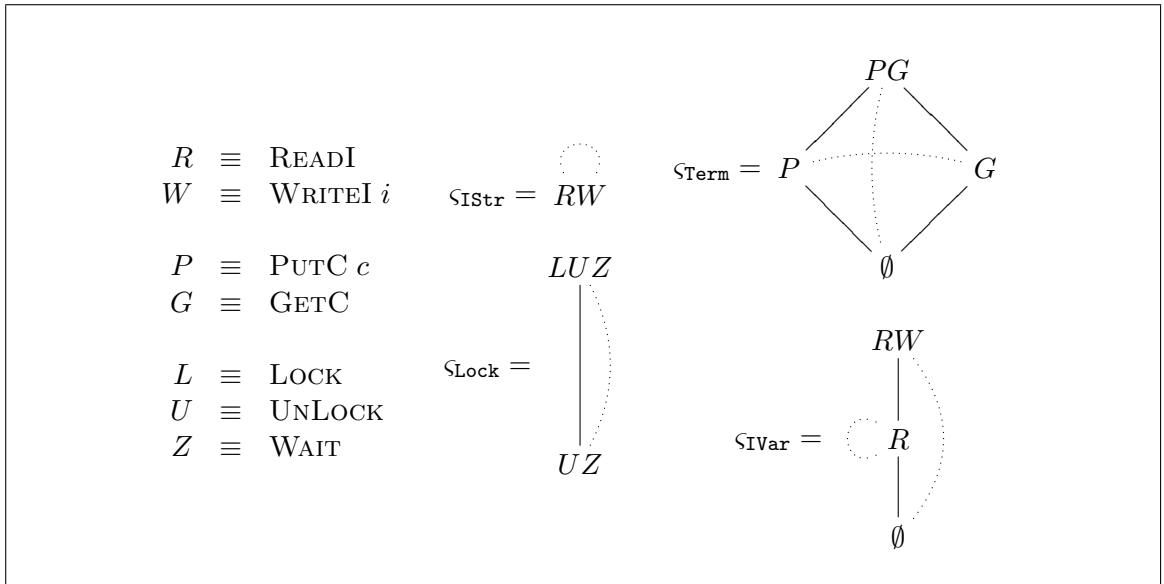 R ≡ READI
W ≡ WRITEI i
P ≡ PUTC c
G ≡ GETC
L ≡ LOCK
U ≡ UNLOCK
Z ≡ WAIT
ςIStr = RW
LUZ
ςLock =
UZ
PG
ςTerm = P G
∅
RW
ςIVar = R
∅